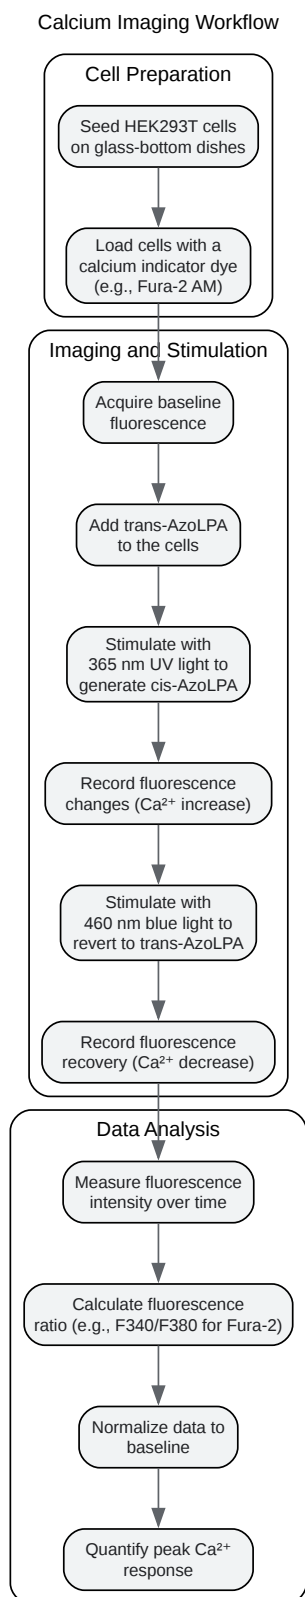 Calcium Imaging Workflow
Cell Preparation
Seed HEK293T cells
on glass-bottom dishes
Load cells with a
calcium indicator dye
(e.g., Fura-2 AM)
Imaging and Stimulation
Acquire baseline
fluorescence
Add trans-AzoLPA
to the cells
Stimulate with
365 nm UV light to
generate cis-AzoLPA
Record fluorescence
changes (Ca²⁺ increase)
Stimulate with
460 nm blue light to
revert to trans-AzoLPA
Record fluorescence
recovery (Ca²⁺ decrease)
Data Analysis
Measure fluorescence
intensity over time
Calculate fluorescence
ratio (e.g., F340/F380 for Fura-2)
Normalize data to
baseline
Quantify peak Ca²⁺
response